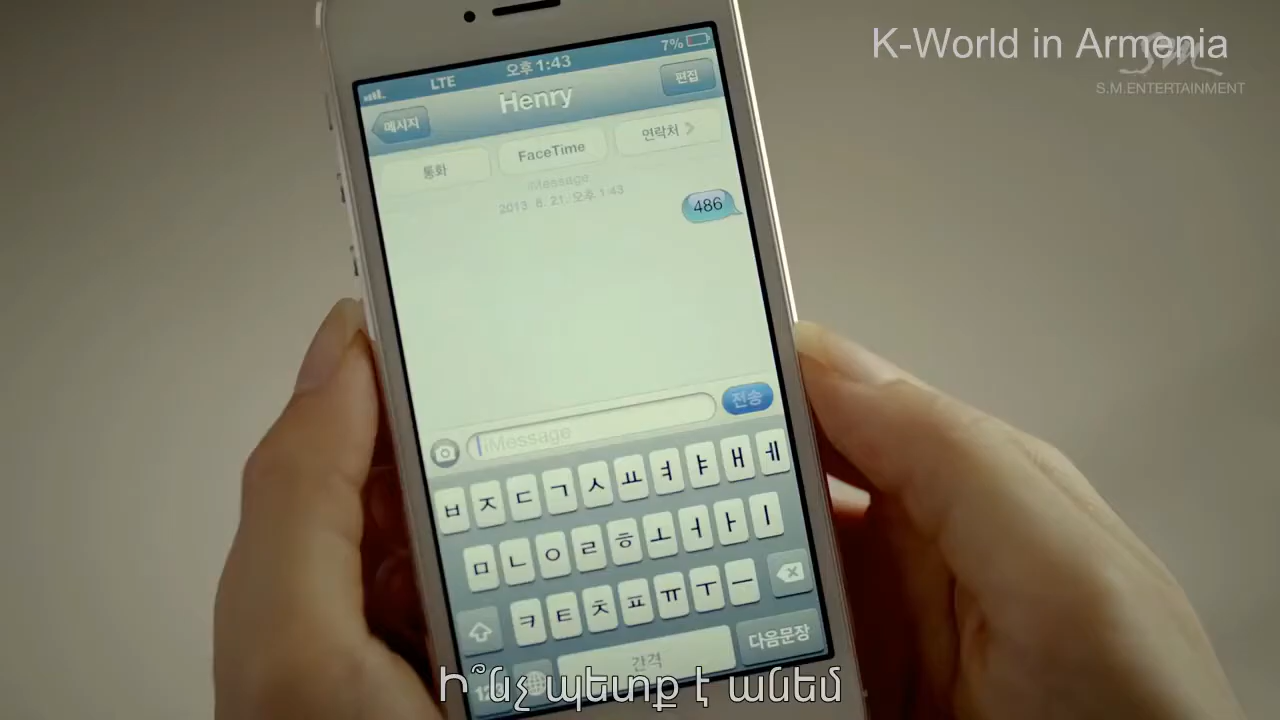 K-World in Armenia
SM
S.M.ENTERTAINMENT
LTE 오후 1:43 7%
메시지 Henry 편집
통화 FaceTime 연락처
iMessage
2013. 8. 21. 오후 1:43
486
iMessage 전송
ㅂ ㅈ ㄷ ㄱ ㅅ ㅛ ㅕ ㅑ ㅐ ㅔ
ㅁ ㄴ ㅇ ㄹ ㅎ ㅗ ㅓ ㅏ ㅣ
ㅋ ㅌ ㅊ ㅍ ㅠ ㅜ ㅡ
간격 다음문장
Ի՞նչ պետք է անեմ